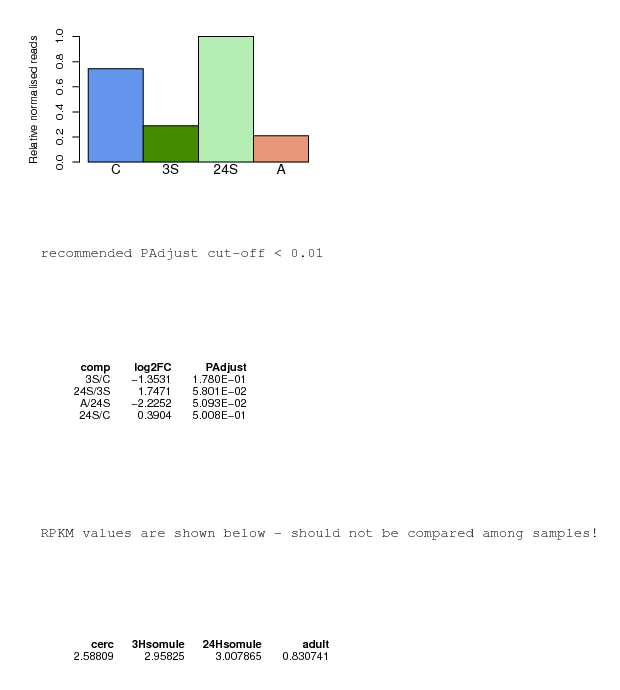 Relative normalised reads
1.0
0.8
0.6
0.4
0.2
0.0
C 3S 24S A
recommended PAdjust cut-off < 0.01
comp log2FC PAdjust
3S/C −1.3531 1.780E−01
24S/3S 1.7471 5.801E−02
A/24S −2.2252 5.093E−02
24S/C 0.3904 5.008E−01
RPKM values are shown below - should not be compared among samples!
cerc 3Hsomule 24Hsomule adult
2.58809 2.95825 3.007865 0.830741